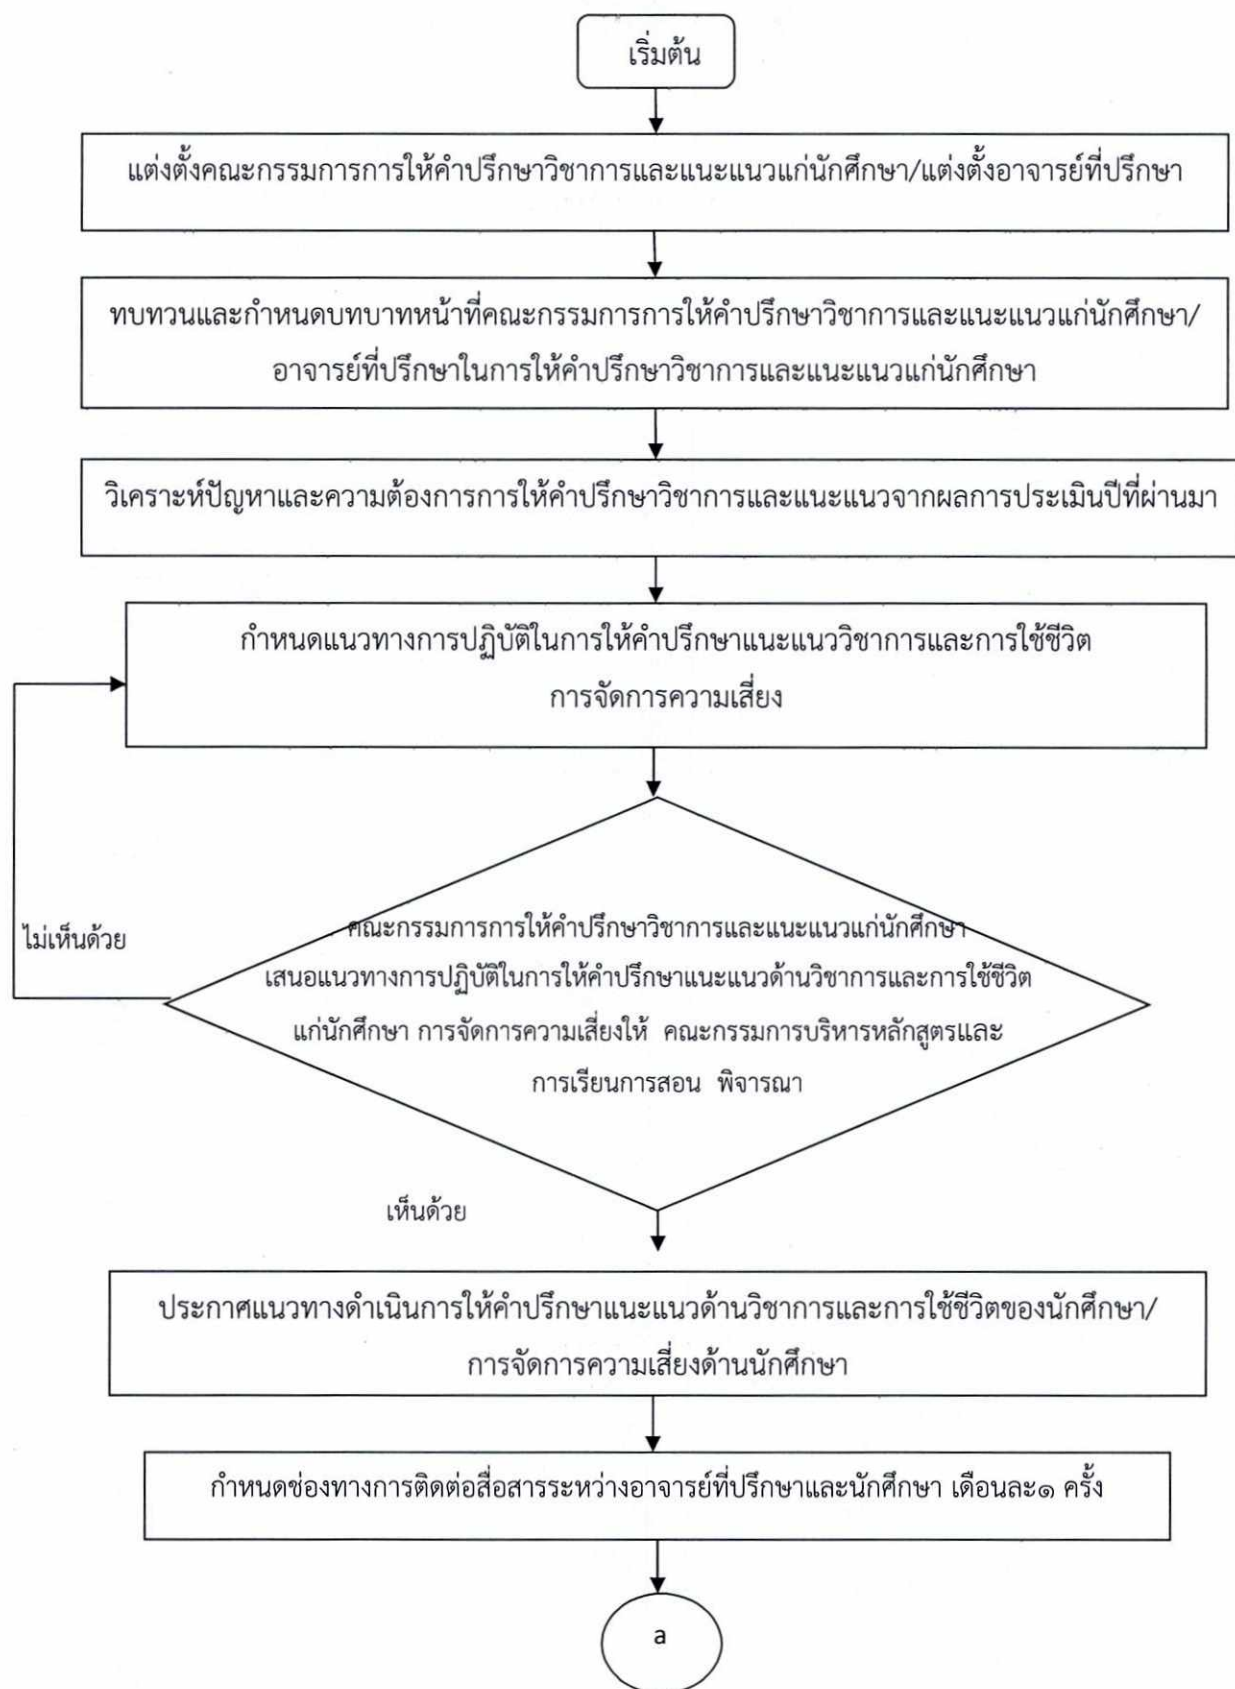 เริ่มต้น
แต่งตั้งคณะกรรมการการให้คำปรึกษาวิชาการและแนะแนวแก่นักศึกษา/แต่งตั้งอาจารย์ที่ปรึกษา
ทบทวนและกำหนดบทบาทหน้าที่คณะกรรมการการให้คำปรึกษาวิชาการและแนะแนวแก่นักศึกษา/
อาจารย์ที่ปรึกษาในการให้คำปรึกษาวิชาการและแนะแนวแก่นักศึกษา
วิเคราะห์ปัญหาและความต้องการการให้คำปรึกษาวิชาการและแนะแนวจากผลการประเมินปีที่ผ่านมา
กำหนดแนวทางการปฏิบัติในการให้คำปรึกษาแนะแนววิชาการและการใช้ชีวิต
การจัดการความเสี่ยง
ไม่เห็นด้วย
คณะกรรมการการให้คำปรึกษาวิชาการและแนะแนวแก่นักศึกษา
เสนอแนวทางการปฏิบัติในการให้คำปรึกษาแนะแนวด้านวิชาการและการใช้ชีวิต
แก่นักศึกษา การจัดการความเสี่ยงให้ คณะกรรมการบริหารหลักสูตรและ
การเรียนการสอน พิจารณา
เห็นด้วย
ประกาศแนวทางดำเนินการให้คำปรึกษาแนะแนวด้านวิชาการและการใช้ชีวิตของนักศึกษา/
การจัดการความเสี่ยงด้านนักศึกษา
กำหนดช่องทางการติดต่อสื่อสารระหว่างอาจารย์ที่ปรึกษาและนักศึกษา เดือนละ๑ ครั้ง
a